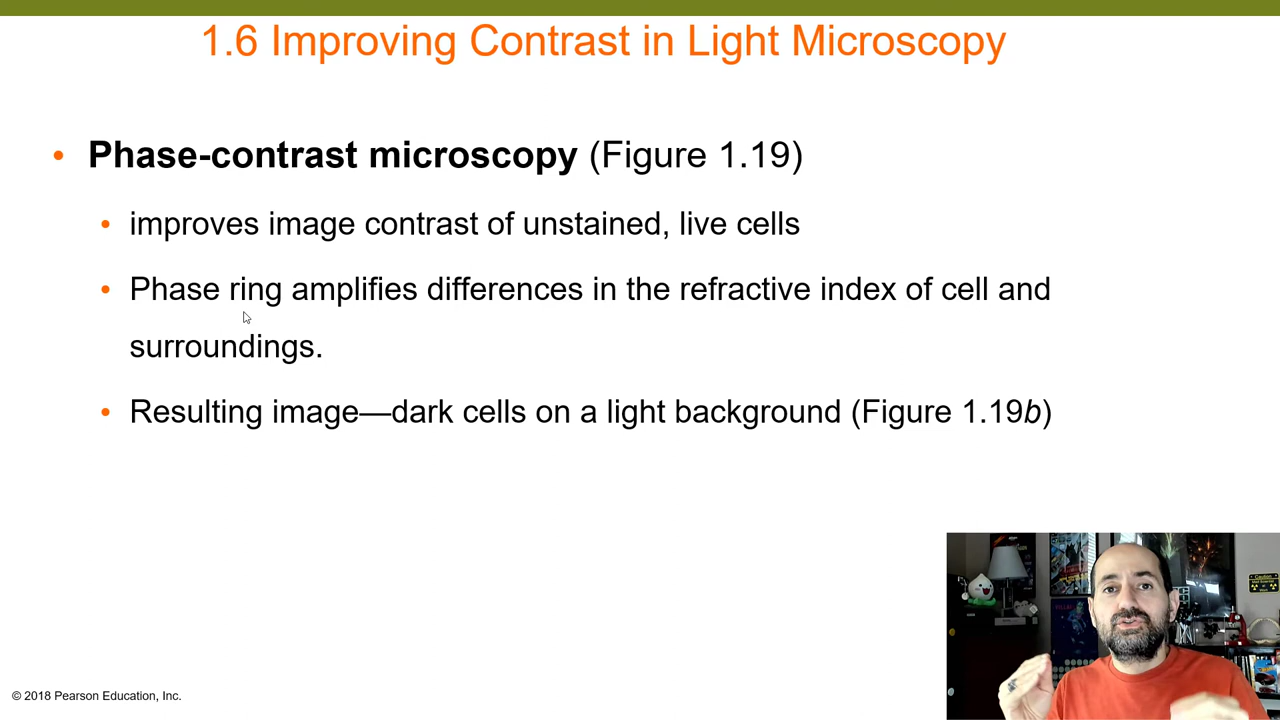 1.6 Improving Contrast in Light Microscopy
• Phase-contrast microscopy (Figure 1.19)
• improves image contrast of unstained, live cells
• Phase ring amplifies differences in the refractive index of cell and
surroundings.
• Resulting image—dark cells on a light background (Figure 1.19b)
© 2018 Pearson Education, Inc.
Caution